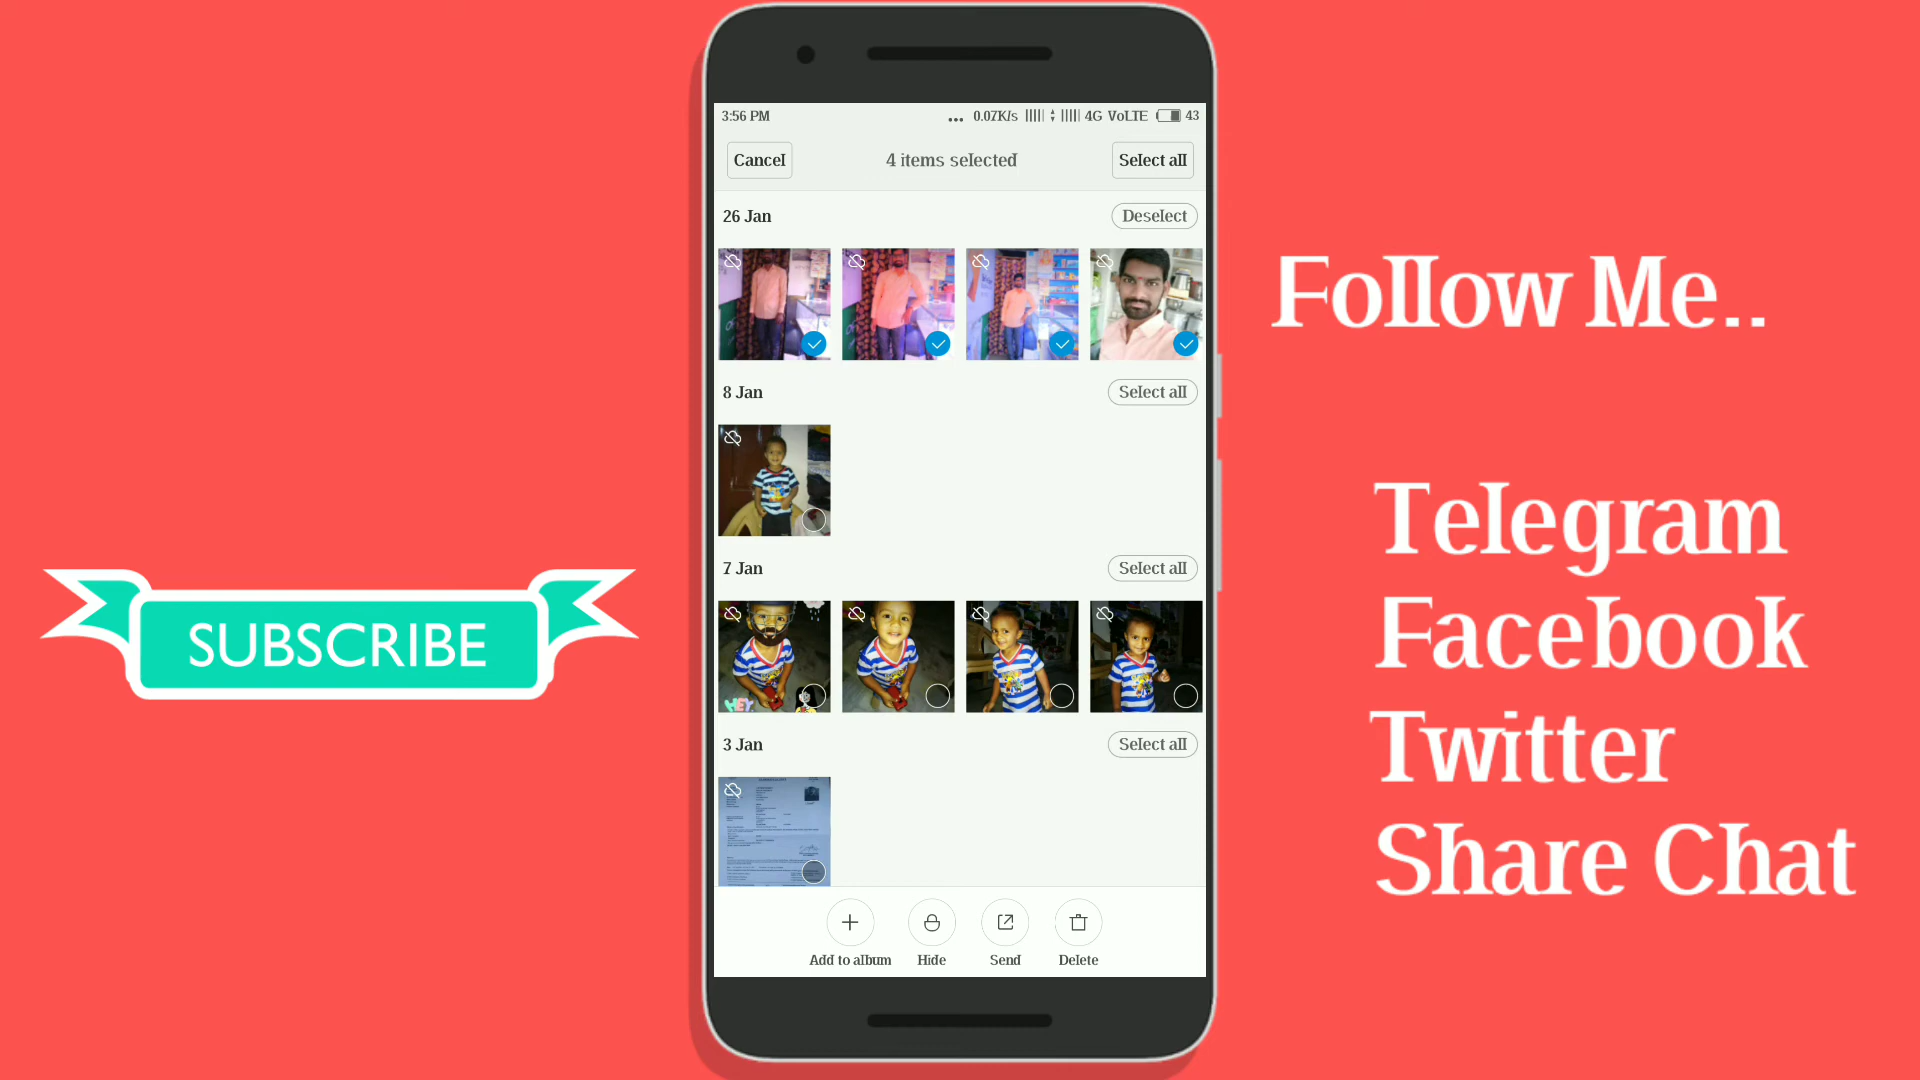 3:56 PM
... 0.07K/s 4G VoLTE 43
Cancel
4 items selected
Select all
26 Jan
Deselect
8 Jan
Select all
7 Jan
Select all
HEY
3 Jan
Select all
Add to album
Hide
Send
Delete
SUBSCRIBE
Follow Me..
Telegram
Facebook
Twitter
Share Chat